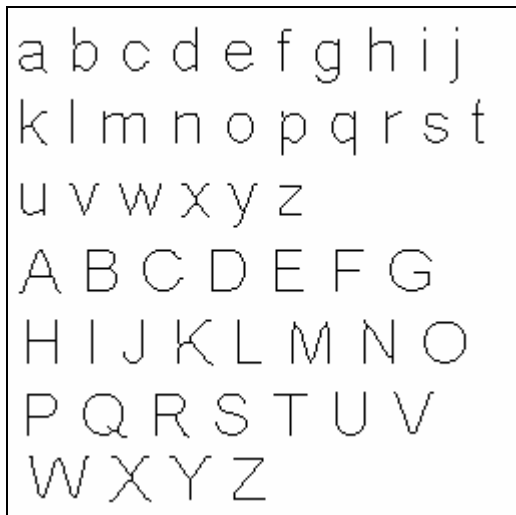 a b c d e f g h i j
k l m n o p q r s t
u v w x y z
A B C D E F G
H I J K L M N O
P Q R S T U V
W X Y Z